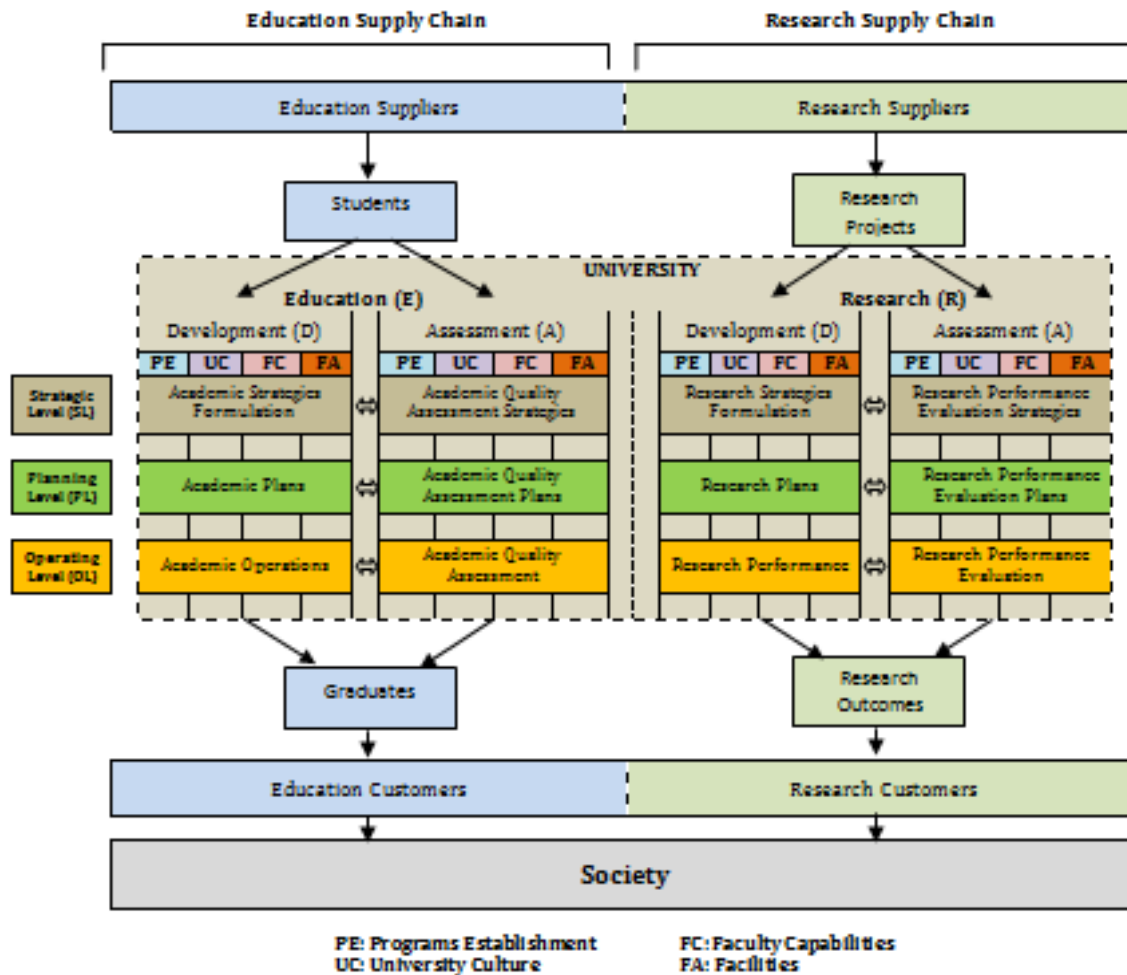 Education Supply Chain
Research Supply Chain
Education Suppliers
Research Suppliers
Students
Research
Projects
UNIVERSITY
Education (E)
Research (R)
Development (D)
Assessment (A)
Development (D)
Assessment (A)
PE UC FC FA
PE UC FC FA
PE UC FC FA
PE UC FC FA
Strategic
Level (SL)
Academic Strategies
Formulation
Academic Quality
Assessment Strategies
Research Strategies
Formulation
Research Performance
Evaluation Strategies
Planning
Level (PL)
Academic Plans
Academic Quality
Assessment Plans
Research Plans
Research Performance
Evaluation Plans
Operating
Level (OL)
Academic Operations
Academic Quality
Assessment
Research Performance
Research Performance
Evaluation
Graduates
Research
Outcomes
Education Customers
Research Customers
Society
PE: Programs Establishment
FC: Faculty Capabilities
UC: University Culture
FA: Facilities